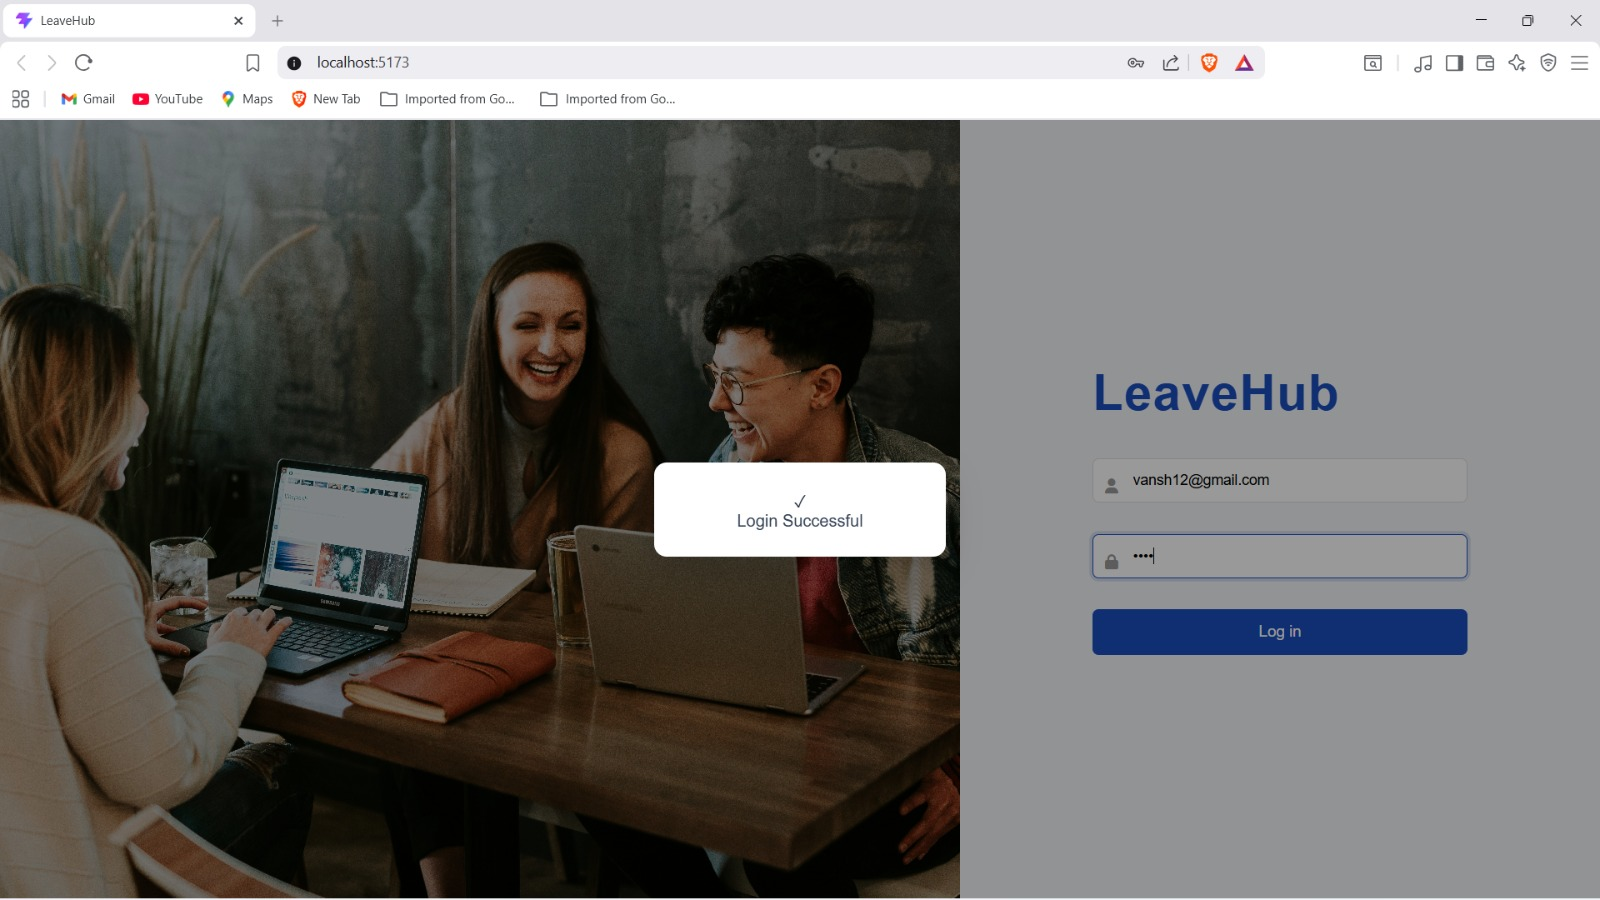 LeaveHub
localhost:5173
Gmail
YouTube
Maps
New Tab
Imported from Go...
Imported from Go...
✓
Login Successful
LeaveHub
vansh12@gmail.com
••••
Log in
SAMSUNG